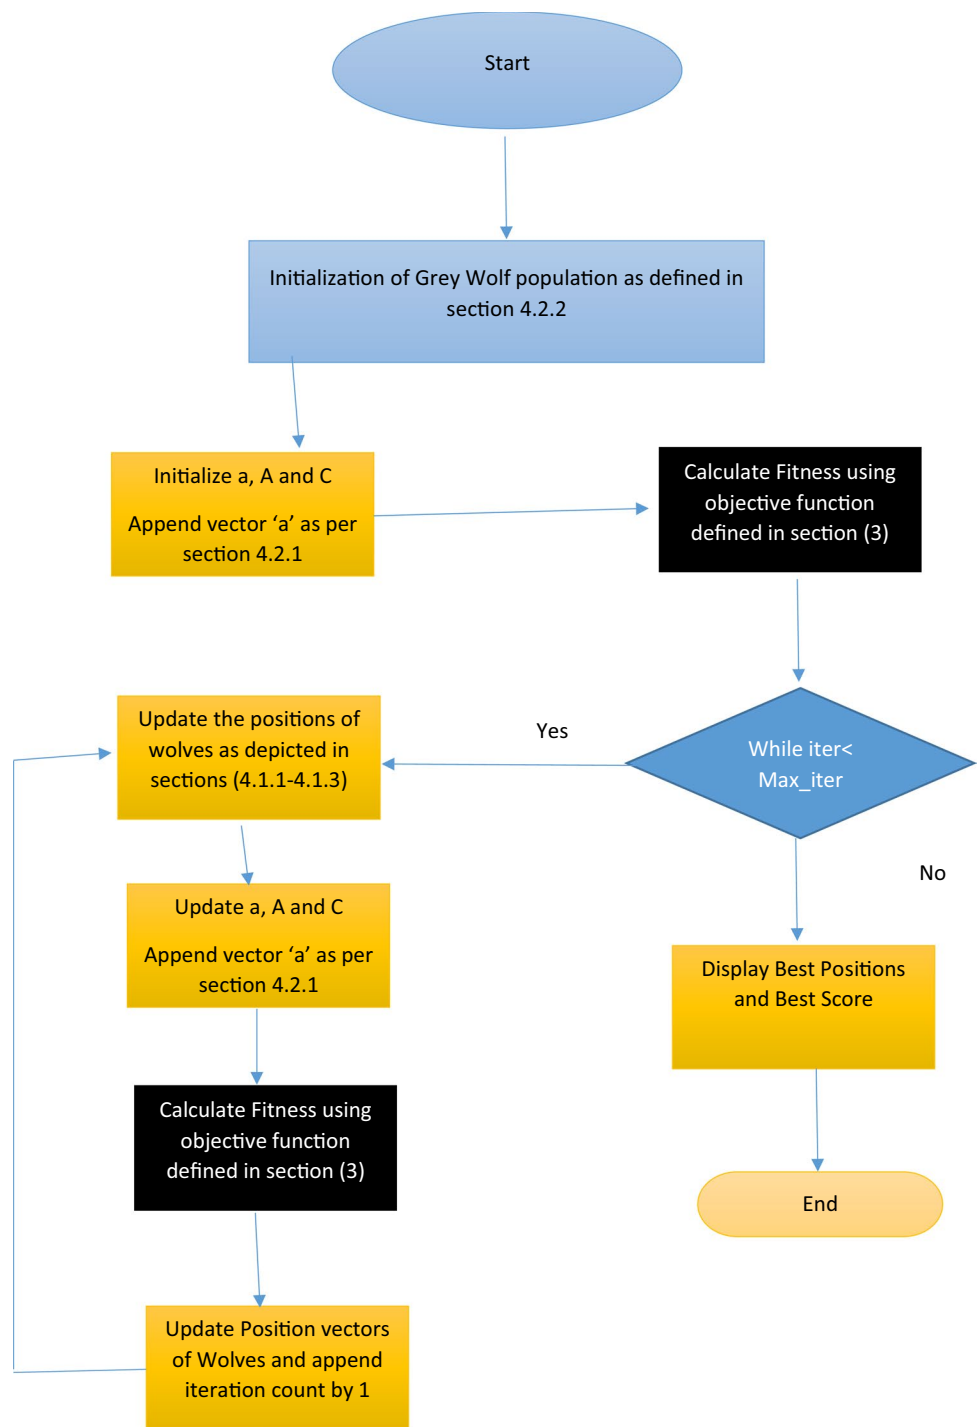 Start
Initialization of Grey Wolf population as defined in
section 4.2.2
Initialize a, A and C
Append vector ‘a’ as per
section 4.2.1
Calculate Fitness using
objective function
defined in section (3)
While iter<
Max_iter
Yes
Update the positions of
wolves as depicted in
sections (4.1.1-4.1.3)
Update a, A and C
Append vector ‘a’ as per
section 4.2.1
Calculate Fitness using
objective function
defined in section (3)
Update Position vectors
of Wolves and append
iteration count by 1
No
Display Best Positions
and Best Score
End